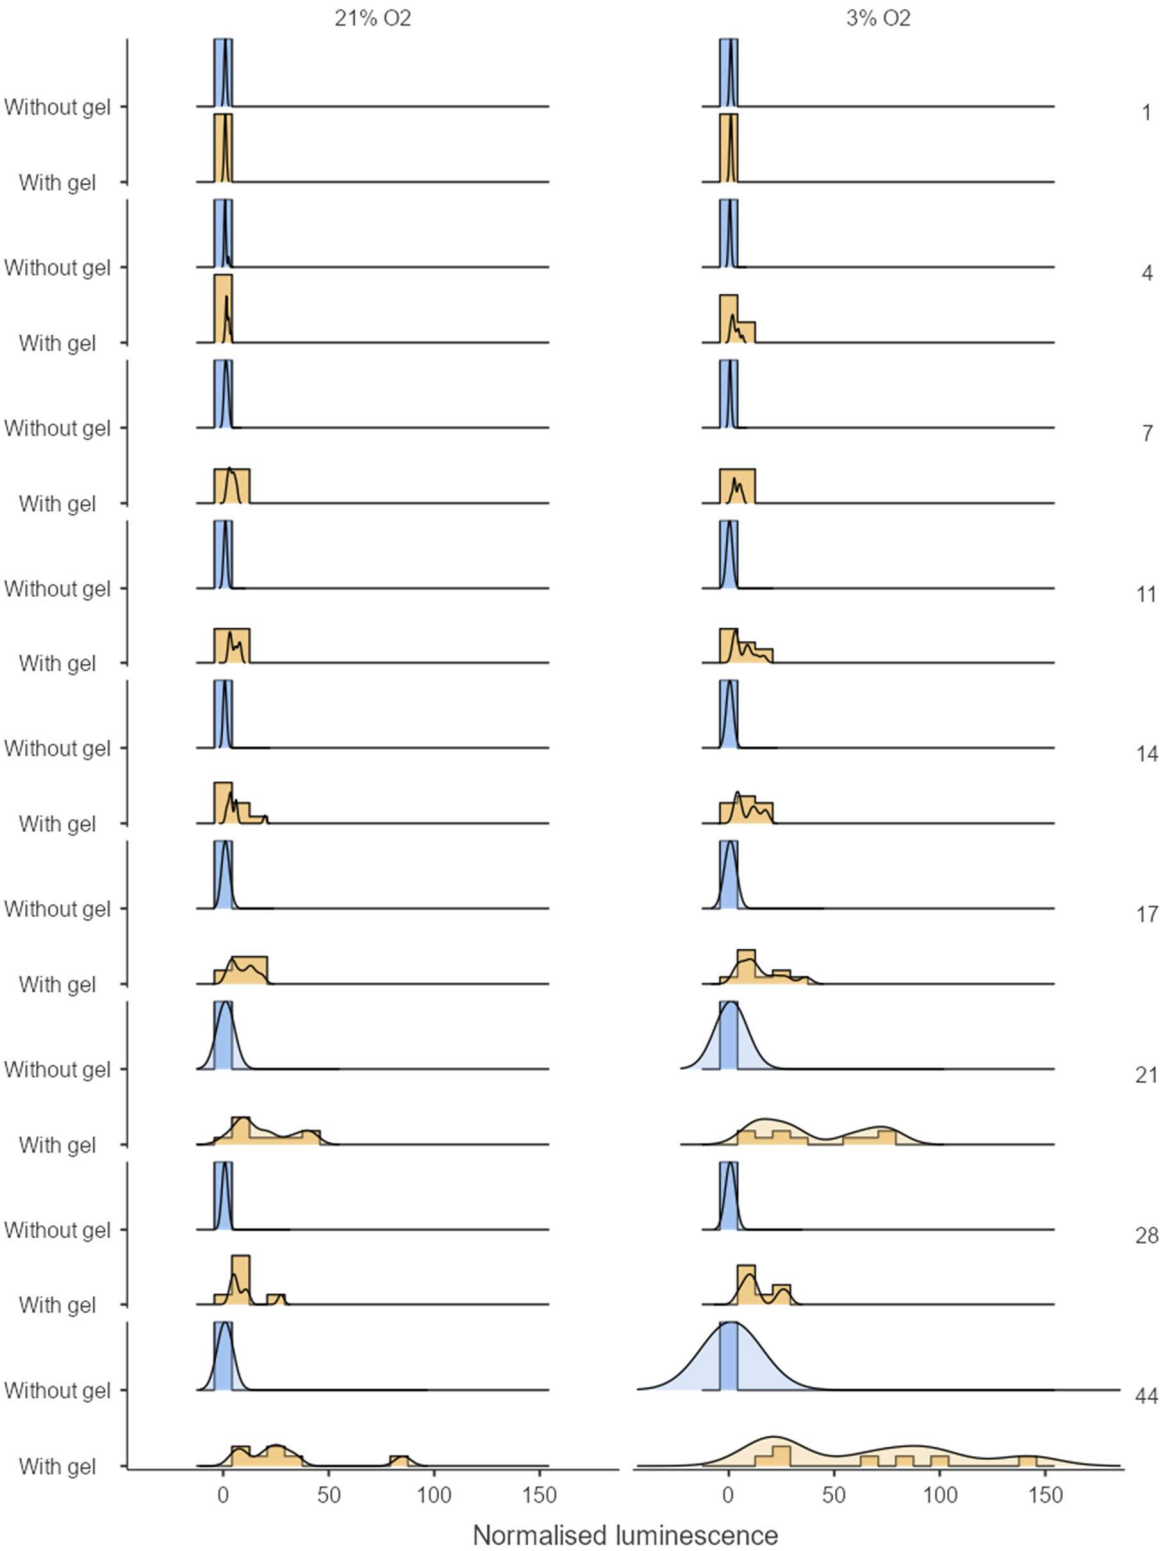 21% O2 3% O2
Without gel 1
With gel
Without gel 4
With gel
Without gel 7
With gel
Without gel 11
With gel
Without gel 14
With gel
Without gel 17
With gel
Without gel 21
With gel
Without gel 28
With gel
Without gel 44
With gel
0 50 100 150 0 50 100 150
Normalised luminescence